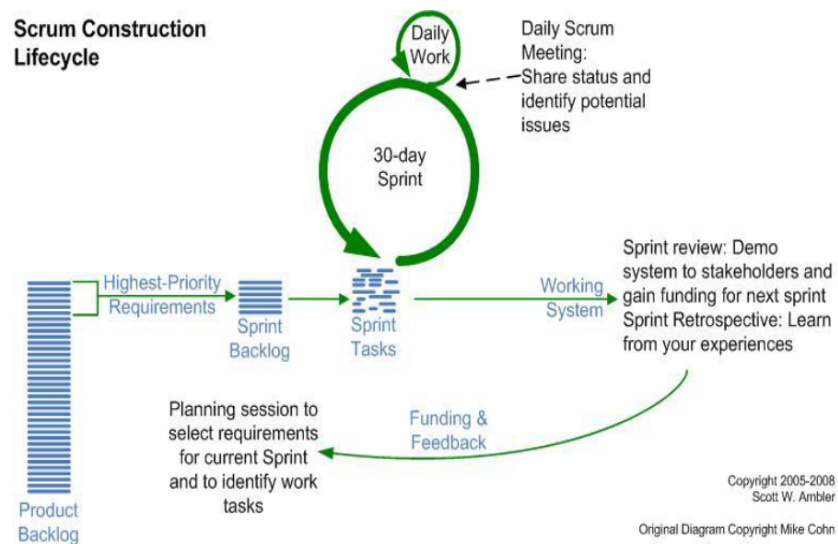 Scrum Construction
Lifecycle
Daily
Work
Daily Scrum
Meeting:
Share status and
identify potential
issues
30-day
Sprint
Highest-Priority
Requirements
Sprint
Backlog
Sprint
Tasks
Working
System
Sprint review: Demo
system to stakeholders and
gain funding for next sprint
Sprint Retrospective: Learn
from your experiences
Planning session to
select requirements
for current Sprint
and to identify work
tasks
Funding &
Feedback
Product
Backlog
Copyright 2005-2008
Scott W. Ambler
Original Diagram Copyright Mike Cohn